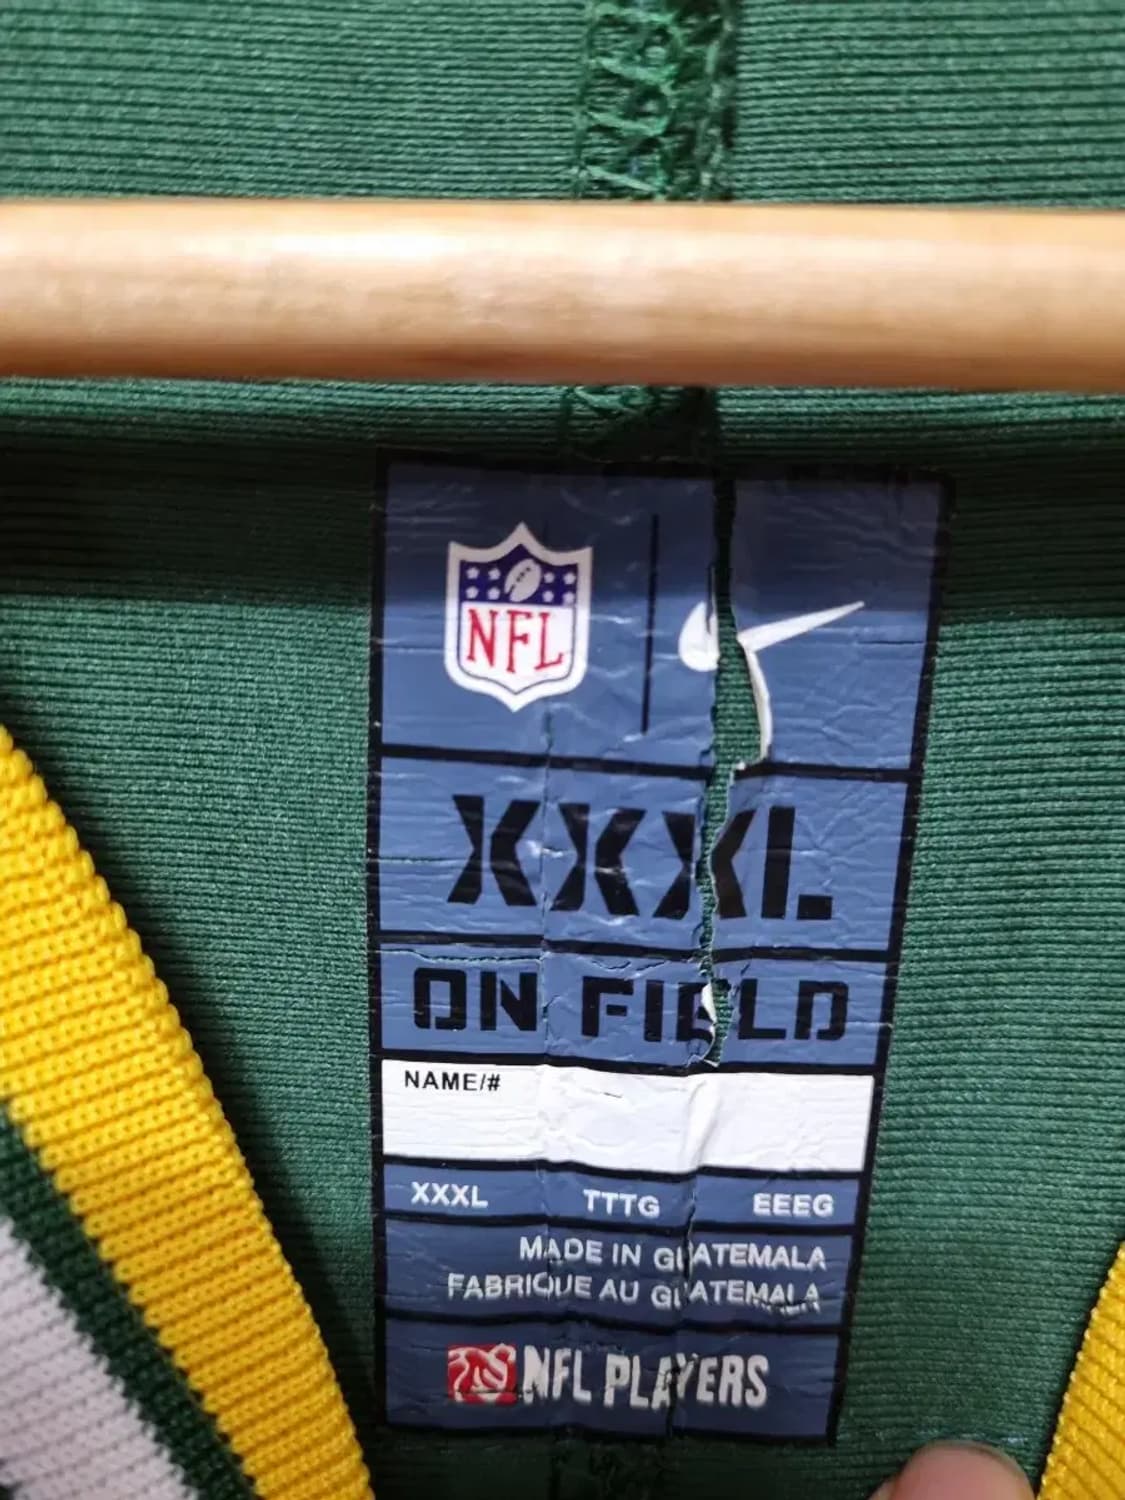 NFL
XXXL
ON FIELD
NAME/#
XXXL TTTG EEEG
MADE IN GUATEMALA
FABRIQUE AU GUATEMALA
NFL PLAYERS